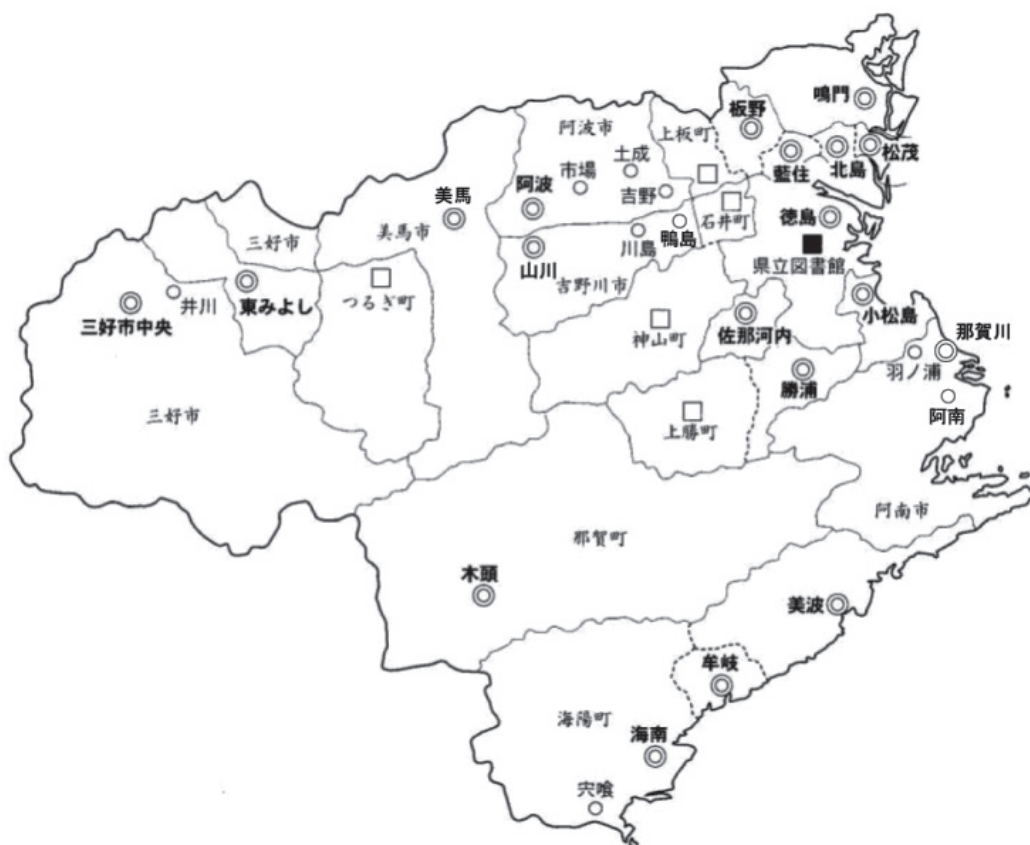 鳴門
板野
阿波市
上板町
土成
藍住
北島
松茂
市場
吉野
美馬
阿波
石井町
徳島
三好市
美馬市
川島
鴨島
山川
県立図書館
吉野川市
井川
東みよし
つるぎ町
三好市中央
神山町
佐那河内
小松島
那賀川
羽ノ浦
勝浦
三好市
上勝町
阿南
阿南市
那賀町
木頭
美波
牟岐
海陽町
海南
宍喰